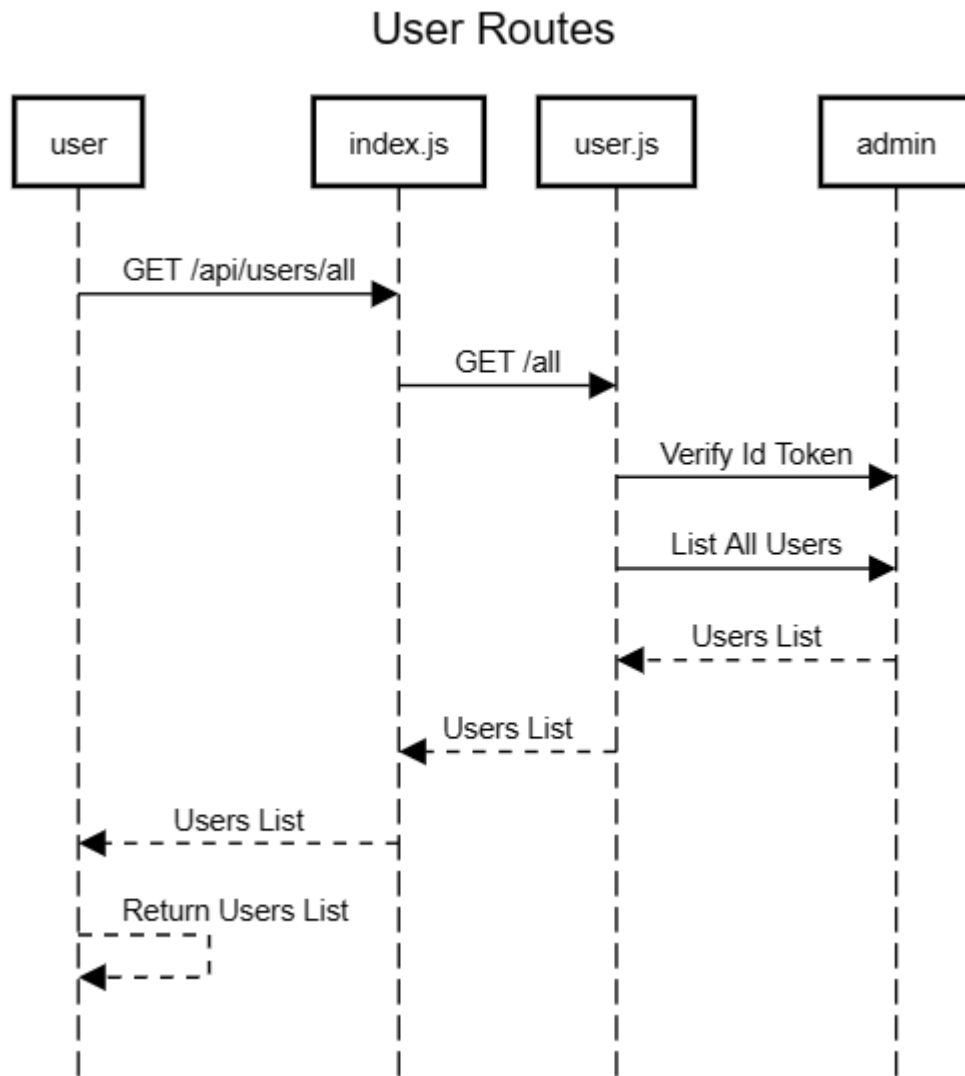 User Routes
user
index.js
user.js
admin
GET /api/users/all
GET /all
Verify Id Token
List All Users
Users List
Users List
Users List
Return Users List